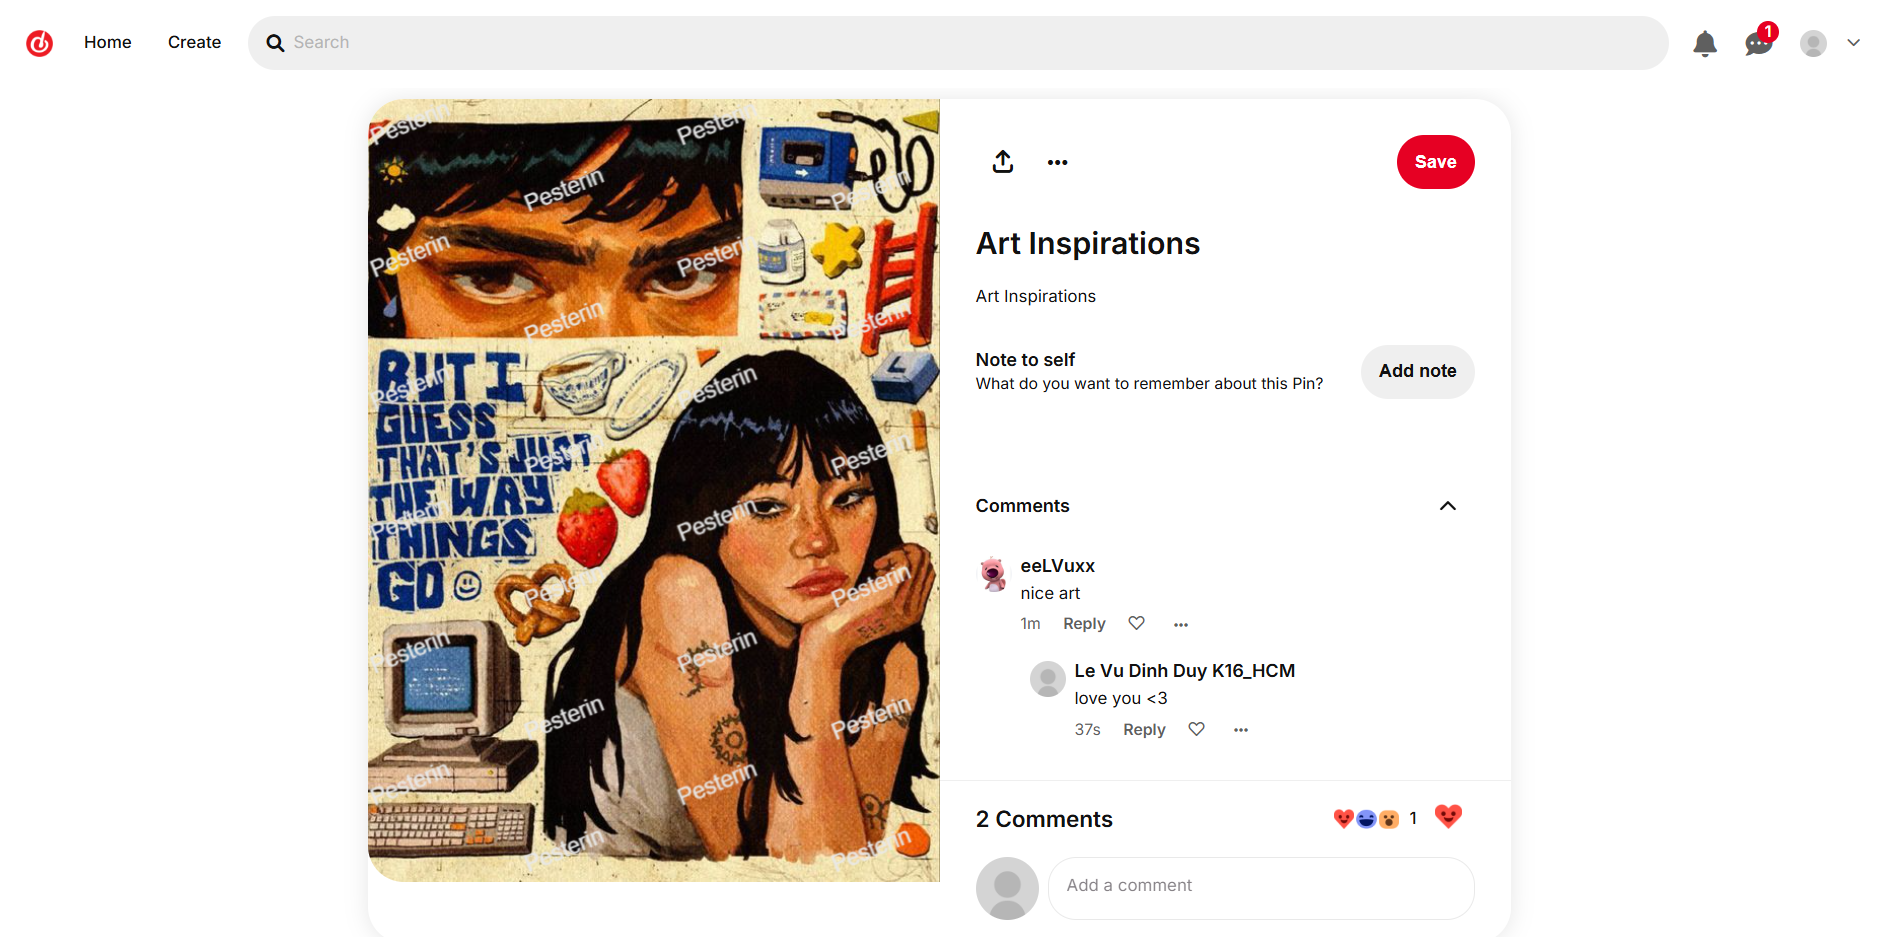 Home
Create
Search
1
Pesterin
BUT I
GUESS
THAT'S JUST
THE WAY
THINGS
GO
L
Save
Art Inspirations
Art Inspirations
Note to self
What do you want to remember about this Pin?
Add note
Comments
eeLVuxx
nice art
1m Reply
Le Vu Dinh Duy K16_HCM
love you <3
37s Reply
2 Comments
1
Add a comment